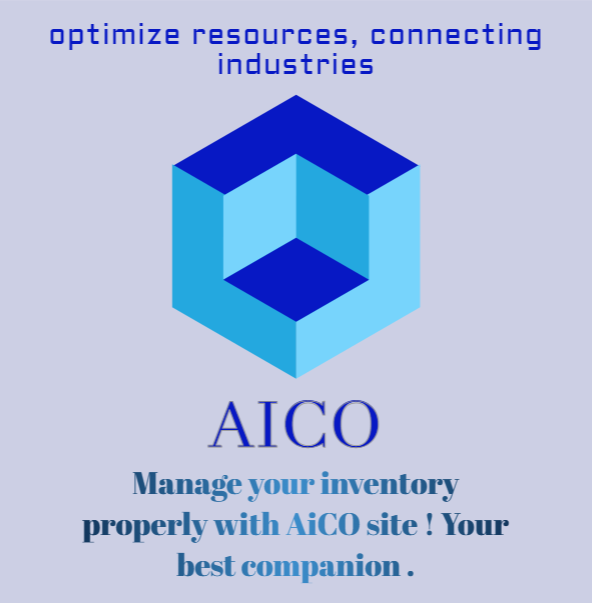 optimize resources, connecting
industries
AICO
Manage your inventory
properly with AiCO site ! Your
best companion .